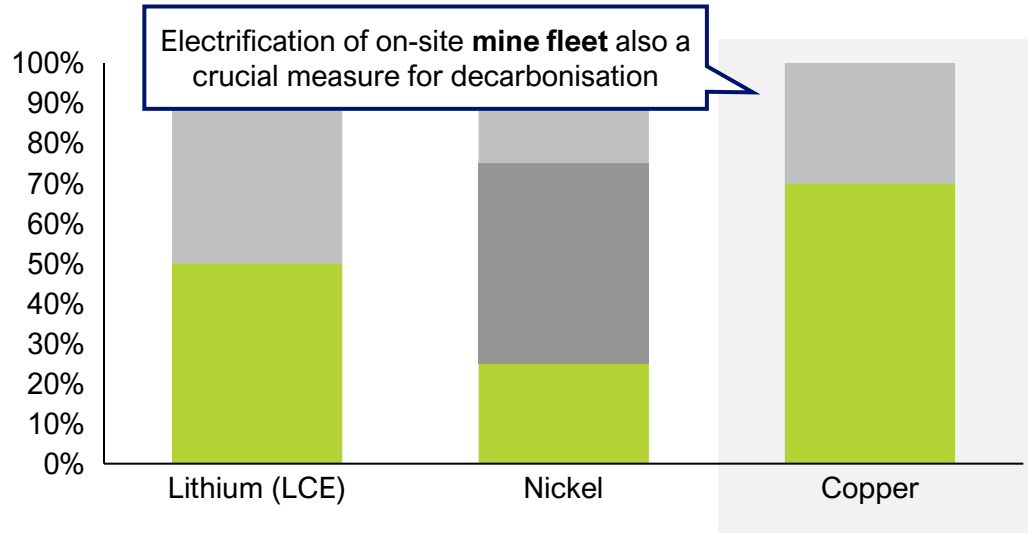 Electrification of on-site mine fleet also a
crucial measure for decarbonisation
100%
90%
80%
70%
60%
50%
40%
30%
20%
10%
0%
Lithium (LCE)
Nickel
Copper